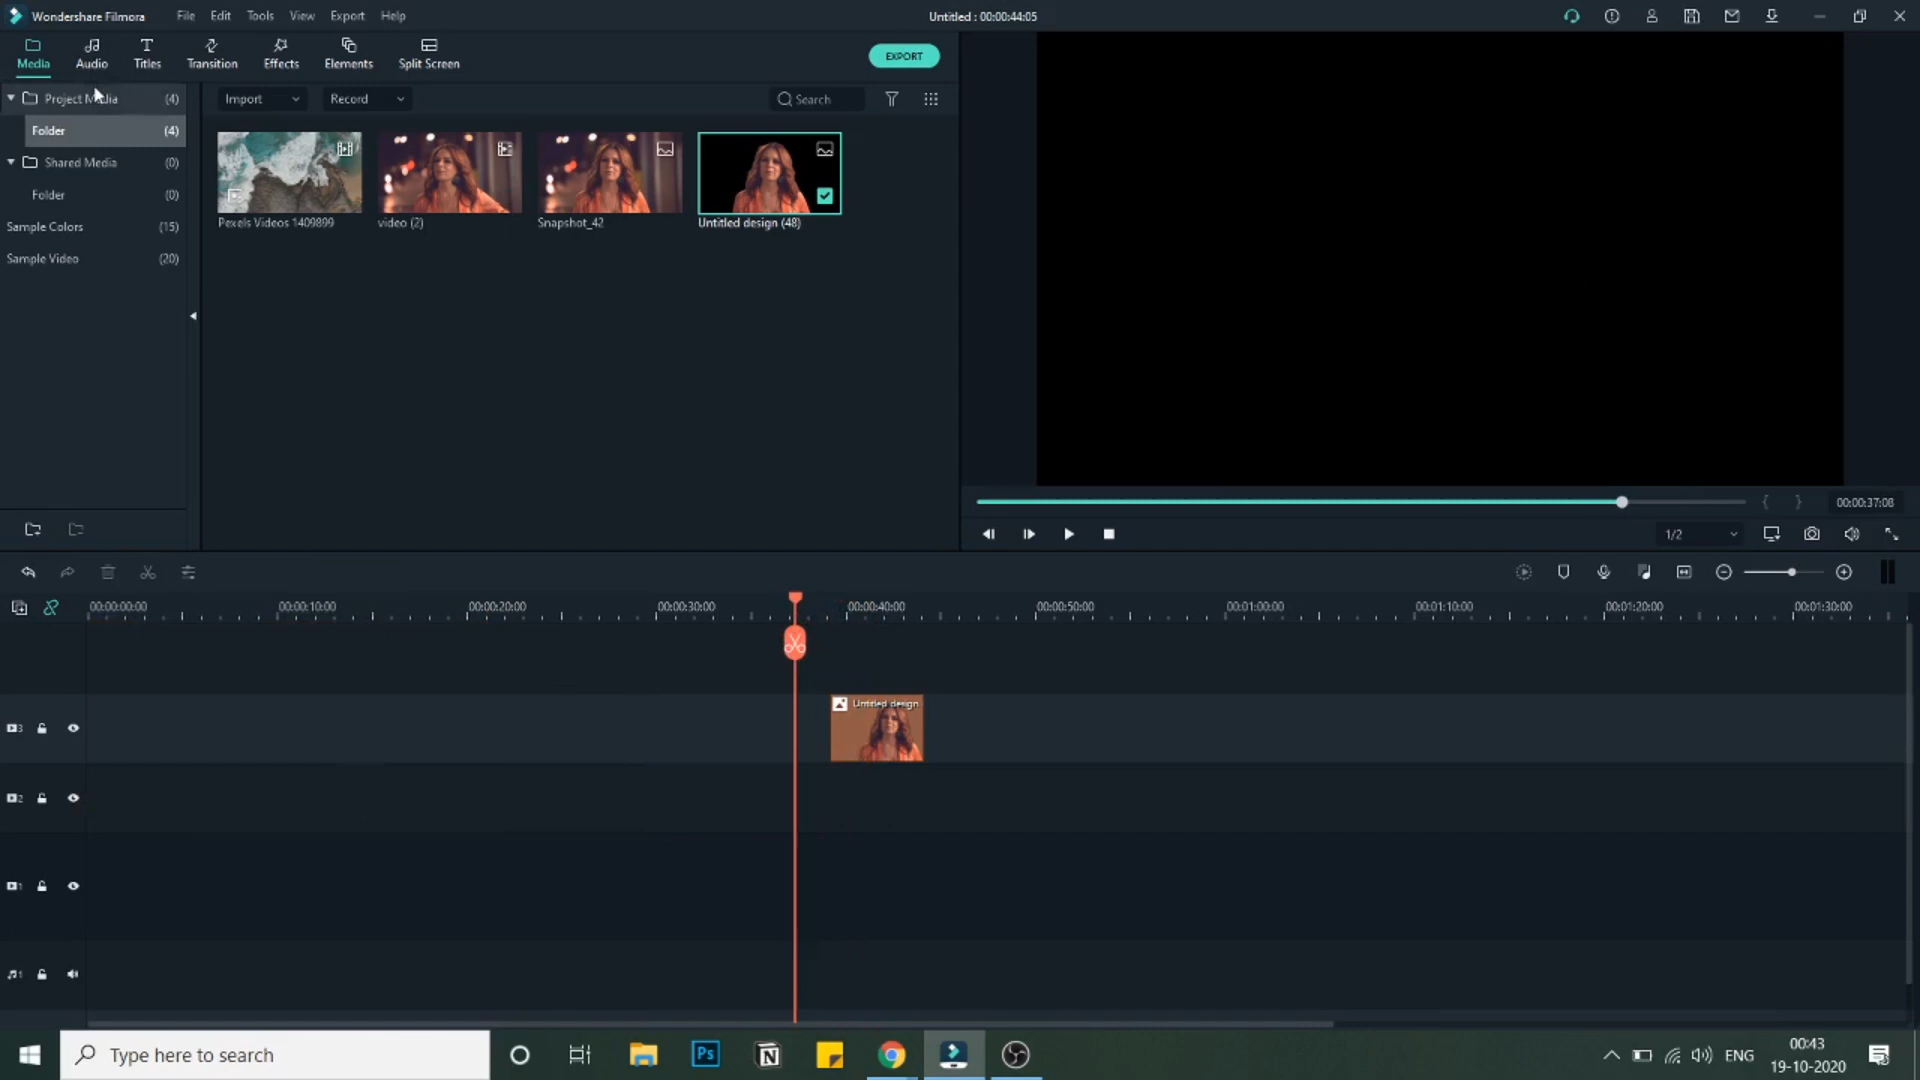 Wondershare Filmora File Edit Tools View Export Help Untitled : 00:00:44:05
Media Audio Titles Transition Effects Elements Split Screen EXPORT
Project Media (4) Import Record Search
Folder (4)
Shared Media (0)
Folder (0)
Sample Colors (15)
Sample Video (20)
Pexels Videos 1409899 video (2) Snapshot_42 Untitled design (48)
00:00:37:08
1/2
00:00:00:00 00:00:10:00 00:00:20:00 00:00:30:00 00:00:40:00 00:00:50:00 00:01:00:00 00:01:10:00 00:01:20:00 00:01:30:00
Untitled design
3
2
1
1
Type here to search Ps N ENG 00:43
19-10-2020